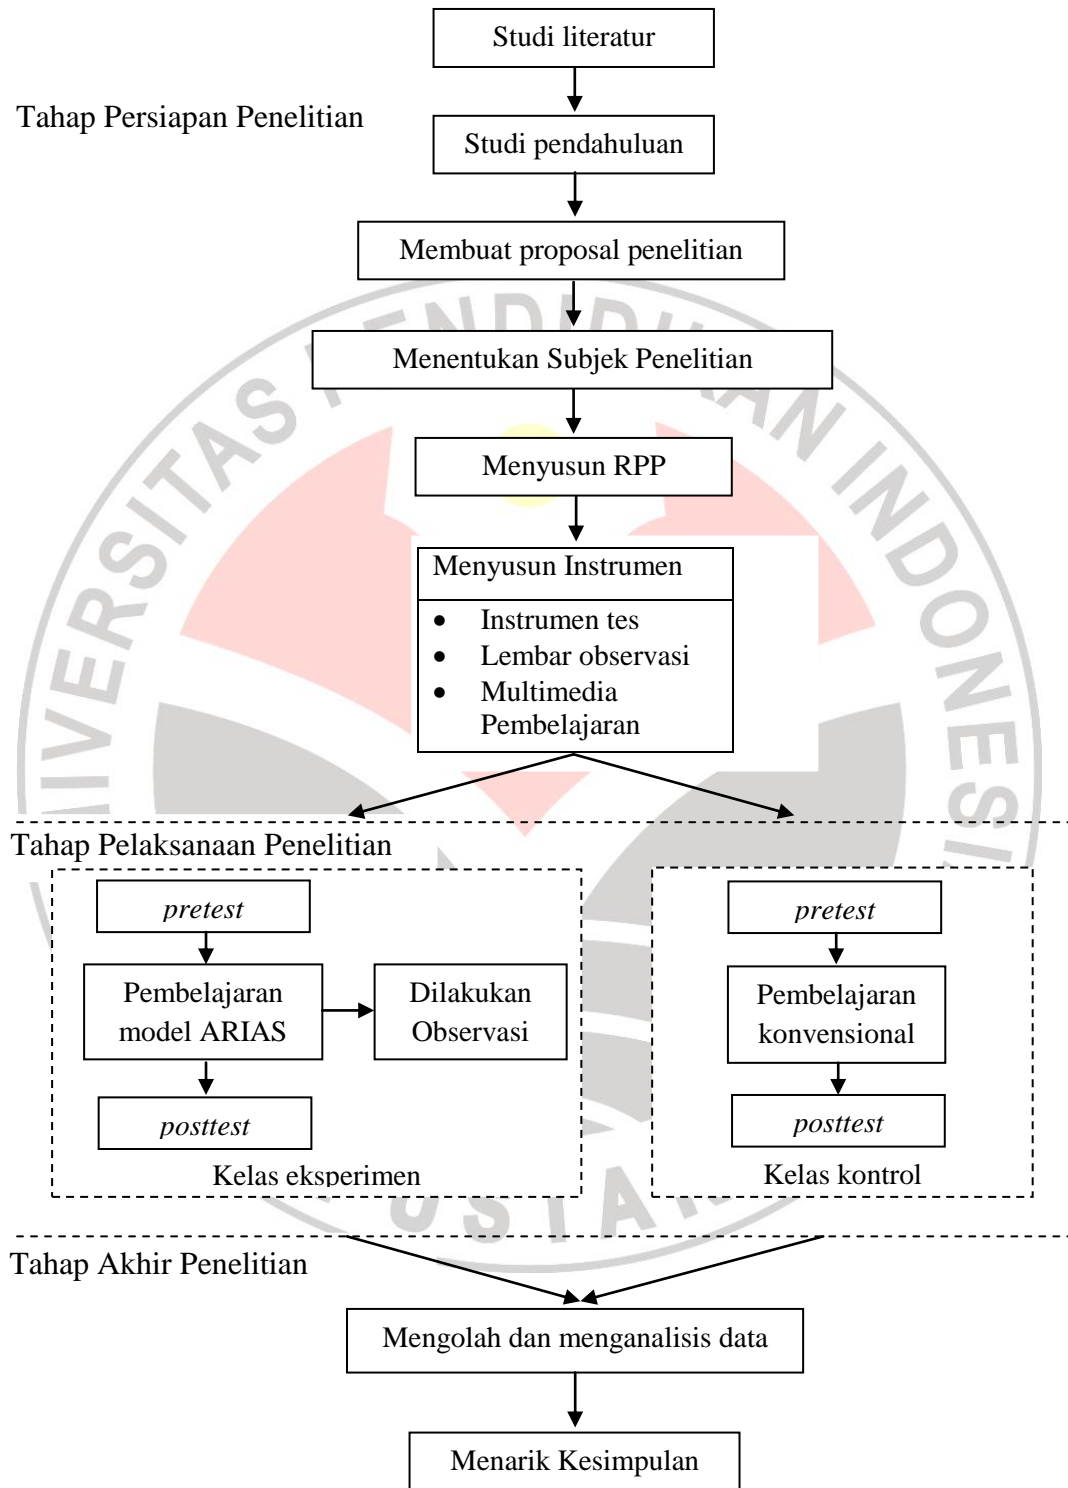 Studi literatur
Tahap Persiapan Penelitian
Studi pendahuluan
Membuat proposal penelitian
Menentukan Subjek Penelitian
Menyusun RPP
Menyusun Instrumen
• Instrumen tes
• Lembar observasi
• Multimedia
Pembelajaran
Tahap Pelaksanaan Penelitian
pretest
Pembelajaran
model ARIAS
Dilakukan
Observasi
posttest
Kelas eksperimen
pretest
Pembelajaran
konvensional
posttest
Kelas kontrol
Tahap Akhir Penelitian
Mengolah dan menganalisis data
Menarik Kesimpulan